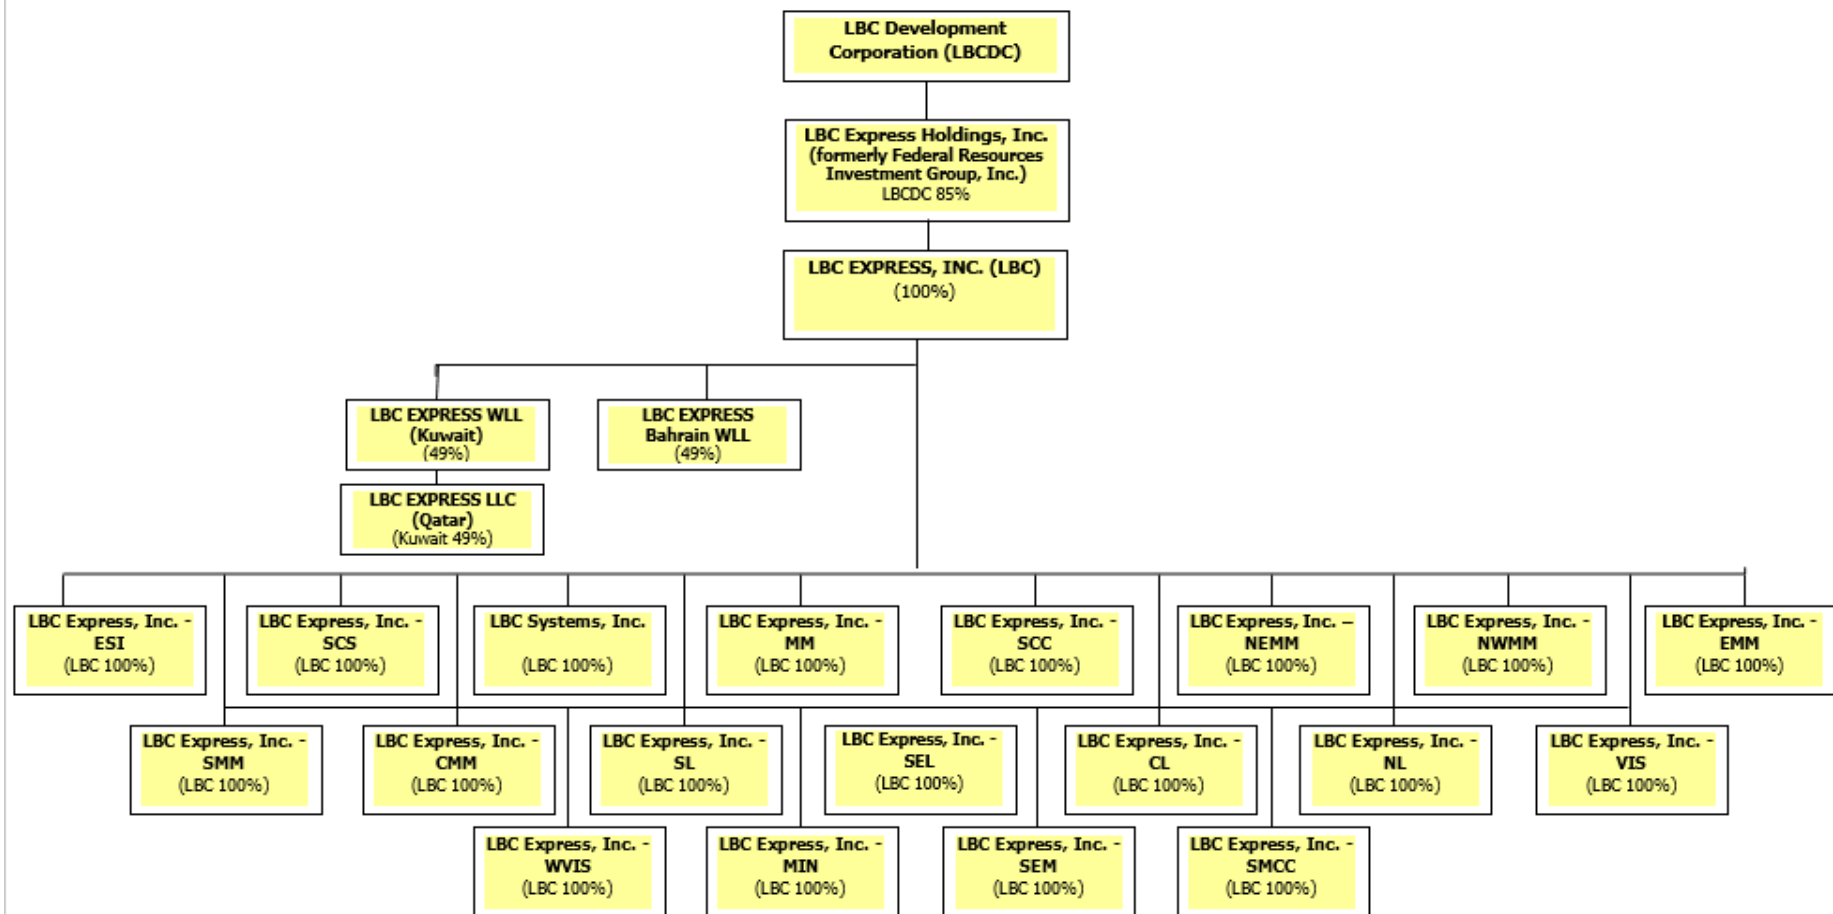 LBC Development
Corporation (LBCDC)
LBC Express Holdings, Inc.
(formerly Federal Resources
Investment Group, Inc.)
LBCDC 85%
LBC EXPRESS, INC. (LBC)
(100%)
LBC EXPRESS WLL
(Kuwait)
(49%)
LBC EXPRESS
Bahrain WLL
(49%)
LBC EXPRESS LLC
(Qatar)
(Kuwait 49%)
LBC Express, Inc. -
ESI
(LBC 100%)
LBC Express, Inc. -
SCS
(LBC 100%)
LBC Systems, Inc.
(LBC 100%)
LBC Express, Inc. -
MM
(LBC 100%)
LBC Express, Inc. -
SCC
(LBC 100%)
LBC Express, Inc. –
NEMM
(LBC 100%)
LBC Express, Inc. -
NWMM
(LBC 100%)
LBC Express, Inc. -
EMM
(LBC 100%)
LBC Express, Inc. -
SMM
(LBC 100%)
LBC Express, Inc. -
CMM
(LBC 100%)
LBC Express, Inc. -
SL
(LBC 100%)
LBC Express, Inc. -
SEL
(LBC 100%)
LBC Express, Inc. -
CL
(LBC 100%)
LBC Express, Inc. -
NL
(LBC 100%)
LBC Express, Inc. -
VIS
(LBC 100%)
LBC Express, Inc. -
WVIS
(LBC 100%)
LBC Express, Inc. -
MIN
(LBC 100%)
LBC Express, Inc. -
SEM
(LBC 100%)
LBC Express, Inc. -
SMCC
(LBC 100%)